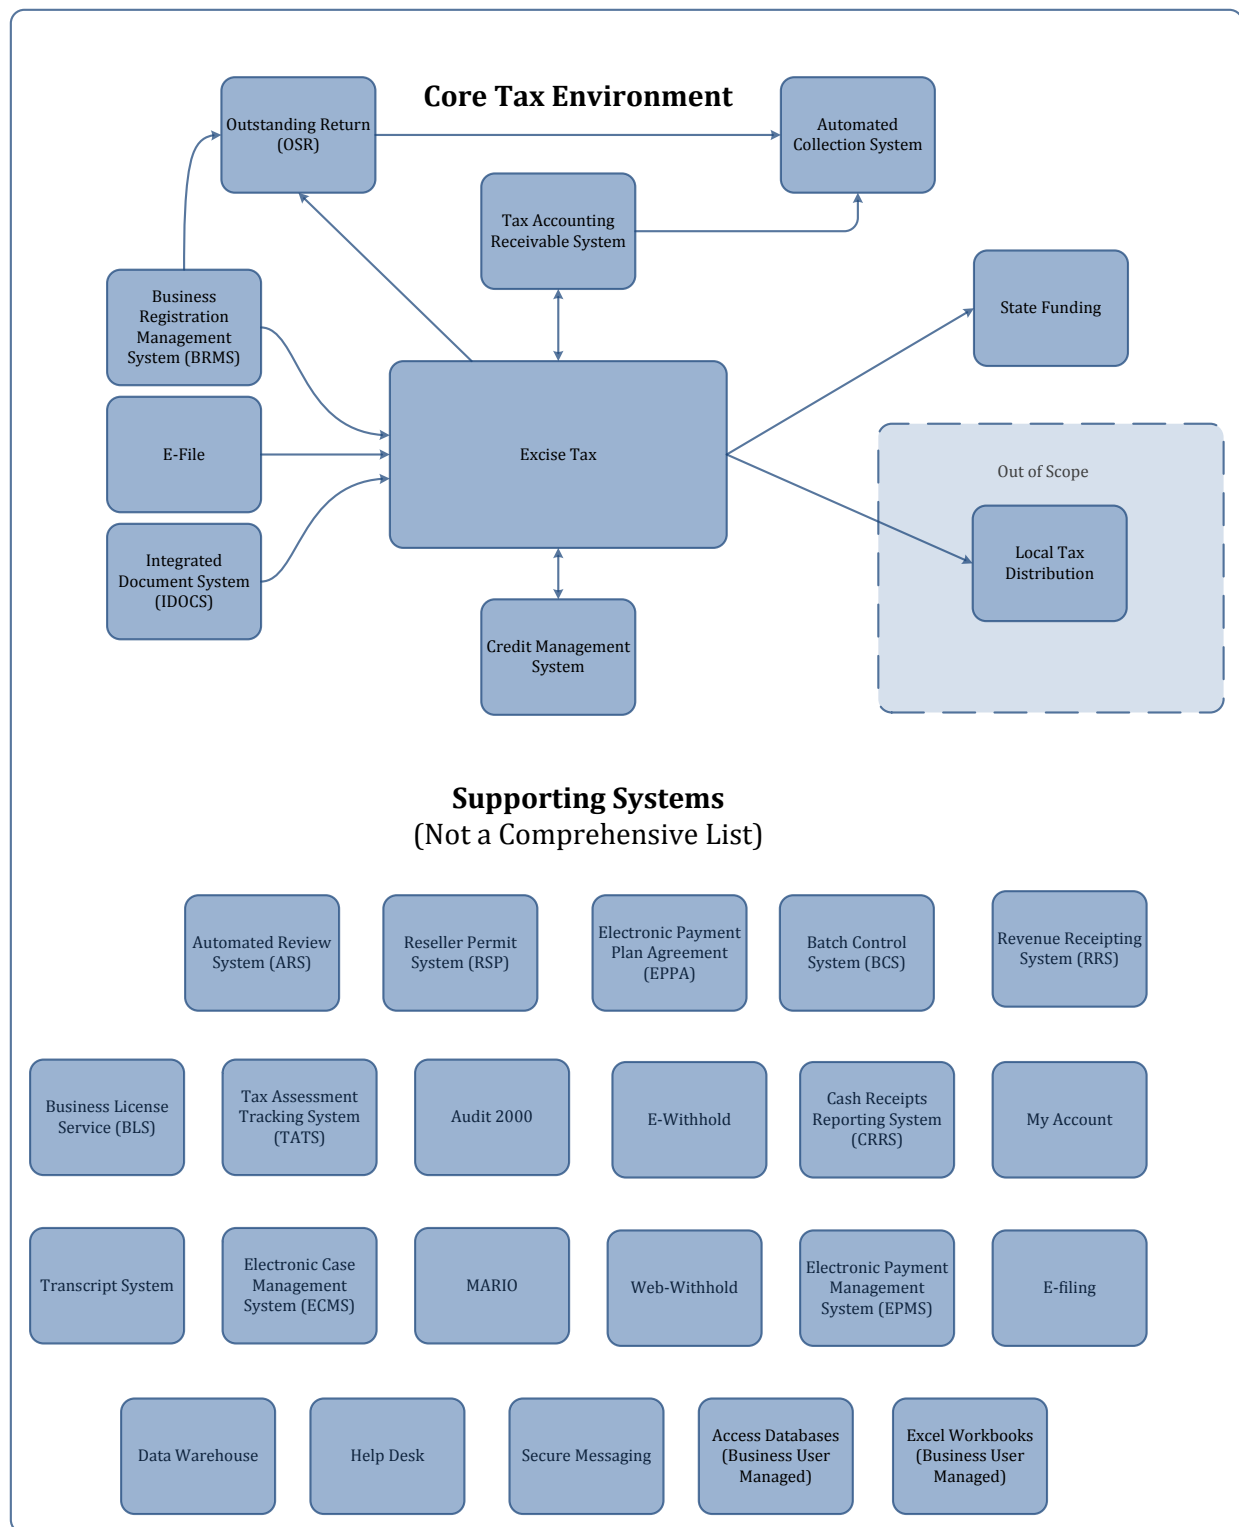 Core Tax Environment
Outstanding Return
(OSR)
Automated
Collection System
Tax Accounting
Receivable System
Business
Registration
Management
System (BRMS)
State Funding
E-File
Excise Tax
Out of Scope
Integrated
Document System
(IDOCS)
Local Tax
Distribution
Credit Management
System
Supporting Systems
(Not a Comprehensive List)
Automated Review
System (ARS)
Reseller Permit
System (RSP)
Electronic Payment
Plan Agreement
(EPPA)
Batch Control
System (BCS)
Revenue Receipting
System (RRS)
Business License
Service (BLS)
Tax Assessment
Tracking System
(TATS)
Audit 2000
E-Withhold
Cash Receipts
Reporting System
(CRRS)
My Account
Transcript System
Electronic Case
Management
System (ECMS)
MARIO
Web-Withhold
Electronic Payment
Management
System (EPMS)
E-filing
Data Warehouse
Help Desk
Secure Messaging
Access Databases
(Business User
Managed)
Excel Workbooks
(Business User
Managed)